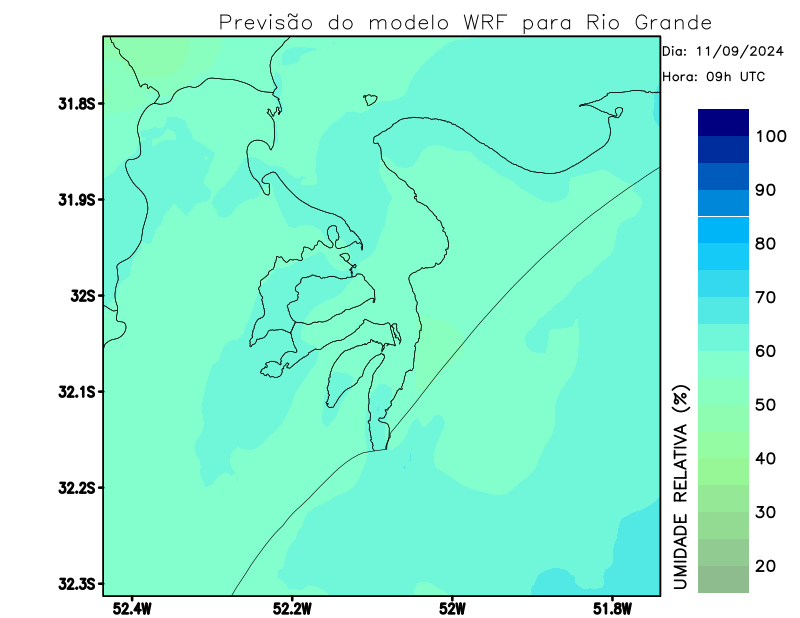 Previsão do modelo WRF para Rio Grande
Dia: 11/09/2024
Hora: 09h UTC
31.8S
31.9S
32S
32.1S
32.2S
32.3S
52.4W
52.2W
52W
51.8W
100
90
80
70
60
50
40
30
20
UMIDADE RELATIVA (%)